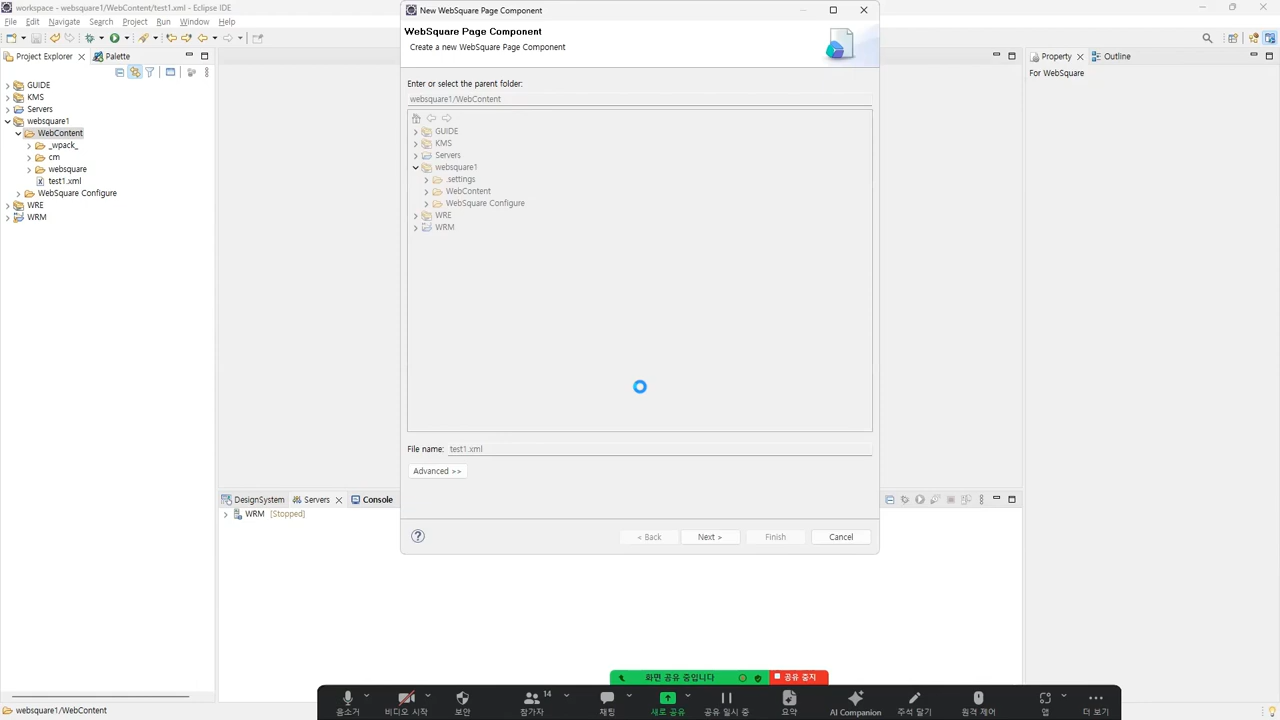 workspace - websquare1/WebContent/test1.xml - Eclipse IDE
File Edit Navigate Search Project Run Window Help
Project Explorer
Palette
GUIDE
KMS
Servers
websquare1
WebContent
_wpack_
cm
websquare
test1.xml
WebSquare Configure
WRE
WRM
New WebSquare Page Component
WebSquare Page Component
Create a new WebSquare Page Component
Enter or select the parent folder:
websquare1/WebContent
GUIDE
KMS
Servers
websquare1
.settings
WebContent
WebSquare Configure
WRE
WRM
File name: test1.xml
Advanced >>
< Back Next > Finish Cancel
Property Outline
For WebSquare
DesignSystem Servers Console
WRM [Stopped]
화면 공유 중입니다 공유 중지
14
음소거 비디오 시작 보안 참가자 채팅 새로 공유 공유 일시 중 요약 AI Companion 주석 달기 원격 제어 앱 더 보기
websquare1/WebContent